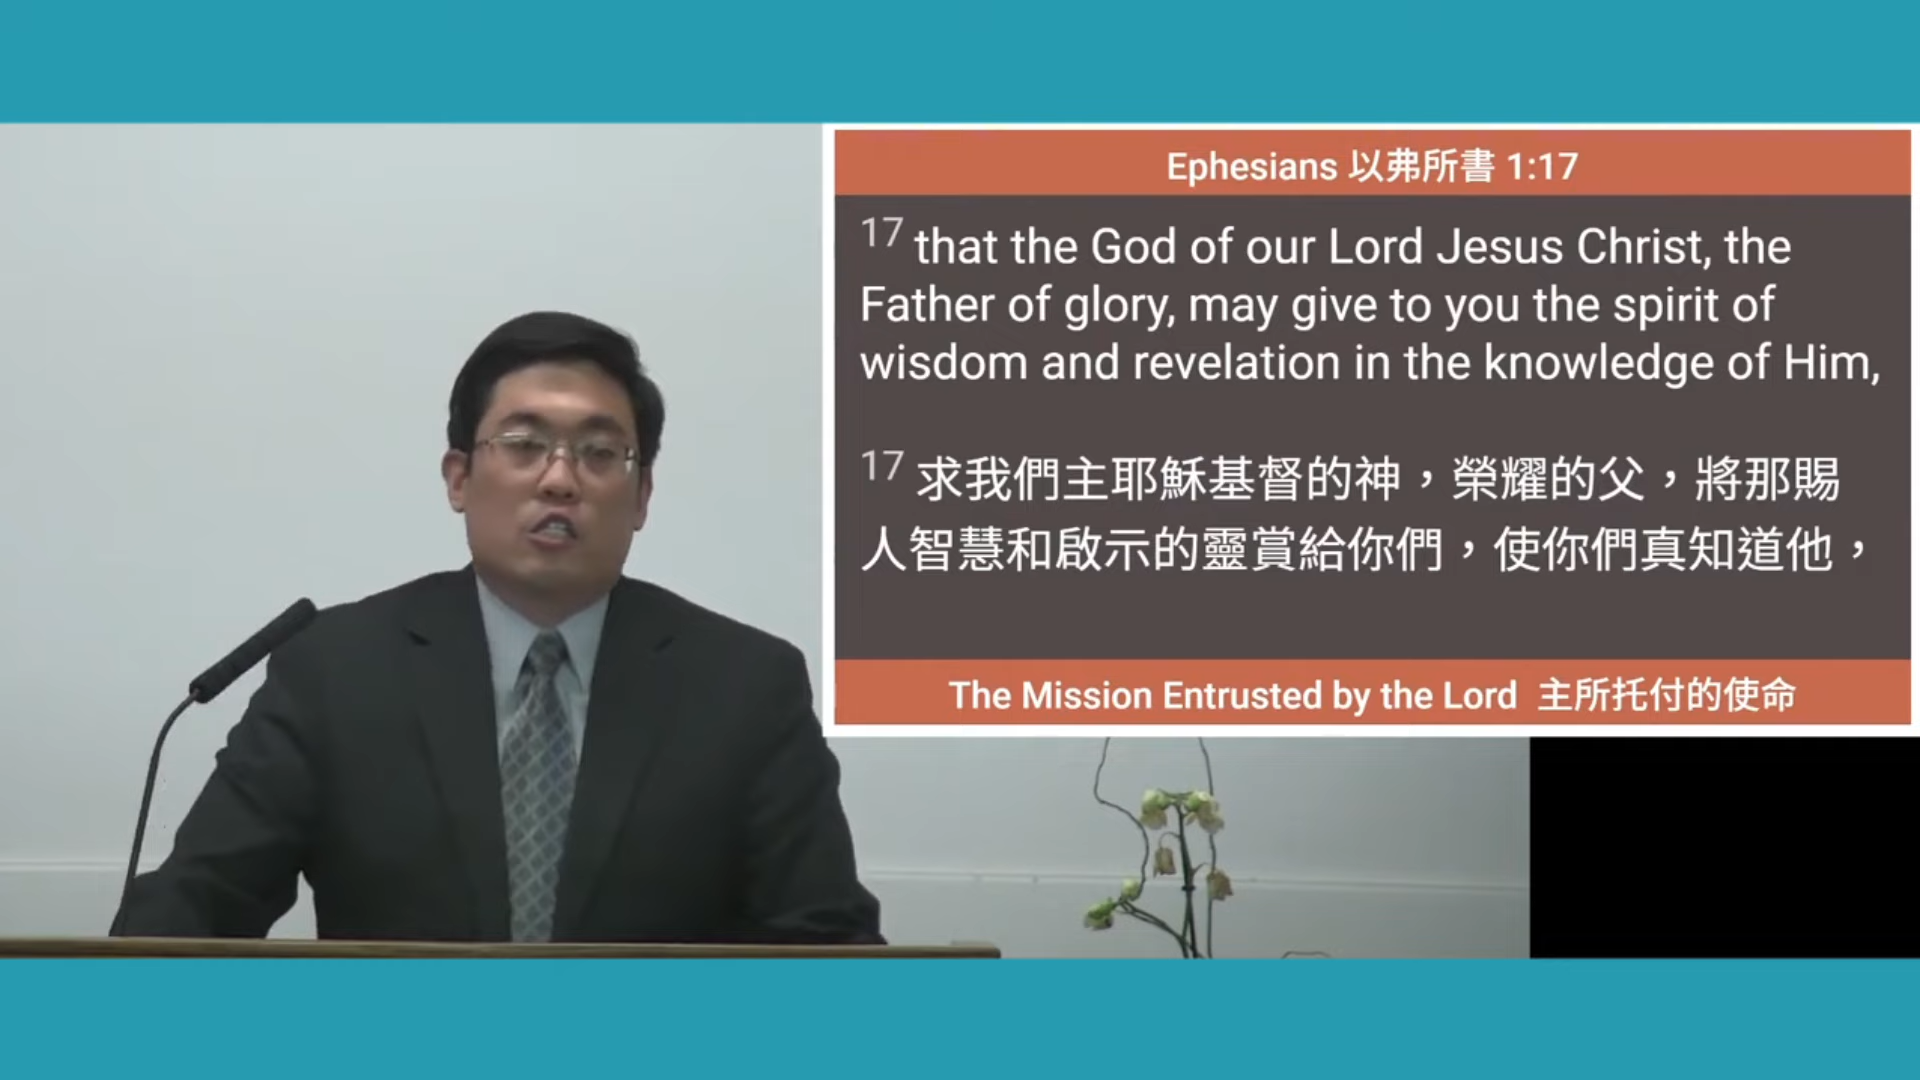 Ephesians 以弗所書 1:17
17 that the God of our Lord Jesus Christ, the
Father of glory, may give to you the spirit of
wisdom and revelation in the knowledge of Him,
17 求我們主耶穌基督的神，榮耀的父，將那賜
人智慧和啟示的靈賞給你們，使你們真知道他，
The Mission Entrusted by the Lord 主所托付的使命